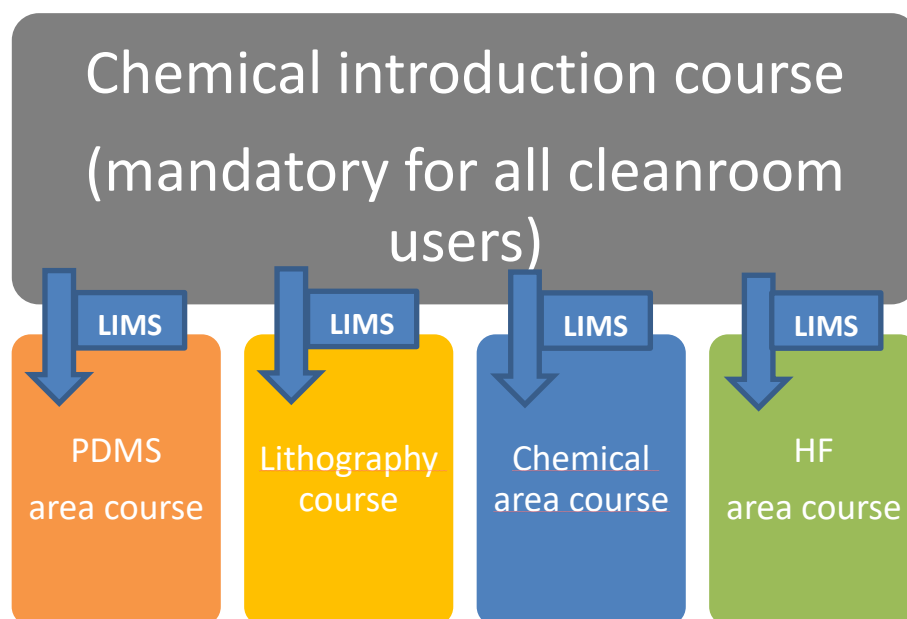 Chemical introduction course
(mandatory for all cleanroom
users)
LIMS
LIMS
LIMS
LIMS
PDMS
area course
Lithography
course
Chemical
area course
HF
area course